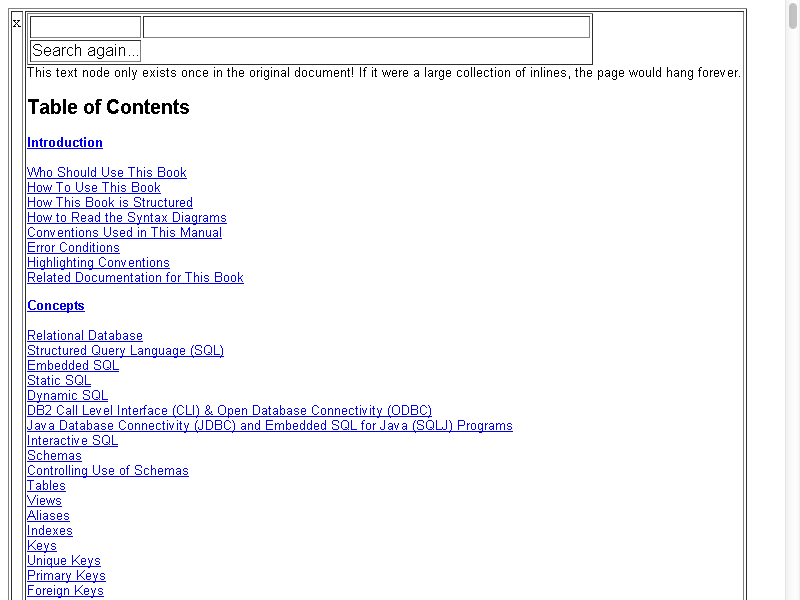 x
Search again...
This text node only exists once in the original document! If it were a large collection of inlines, the page would hang forever.
Table of Contents
Introduction
Who Should Use This Book
How To Use This Book
How This Book is Structured
How to Read the Syntax Diagrams
Conventions Used in This Manual
Error Conditions
Highlighting Conventions
Related Documentation for This Book
Concepts
Relational Database
Structured Query Language (SQL)
Embedded SQL
Static SQL
Dynamic SQL
DB2 Call Level Interface (CLI) & Open Database Connectivity (ODBC)
Java Database Connectivity (JDBC) and Embedded SQL for Java (SQLJ) Programs
Interactive SQL
Schemas
Controlling Use of Schemas
Tables
Views
Aliases
Indexes
Keys
Unique Keys
Primary Keys
Foreign Keys